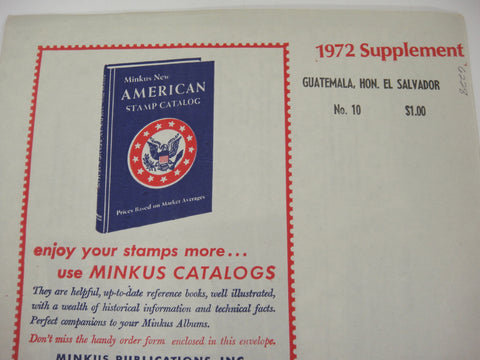 1972 Supplement
GUATEMALA, HON. EL SALVADOR
No. 10 $1.00
Minkus New
AMERICAN
STAMP CATALOG
Prices Based on Market Averages
enjoy your stamps more...
use MINKUS CATALOGS
They are helpful, up-to-date reference books, well illustrated,
with a wealth of historical information and technical facts.
Perfect companions to your Minkus Albums.
Don't miss the handy order form enclosed in this envelope.
MINKUS PUBLICATIONS, INC.